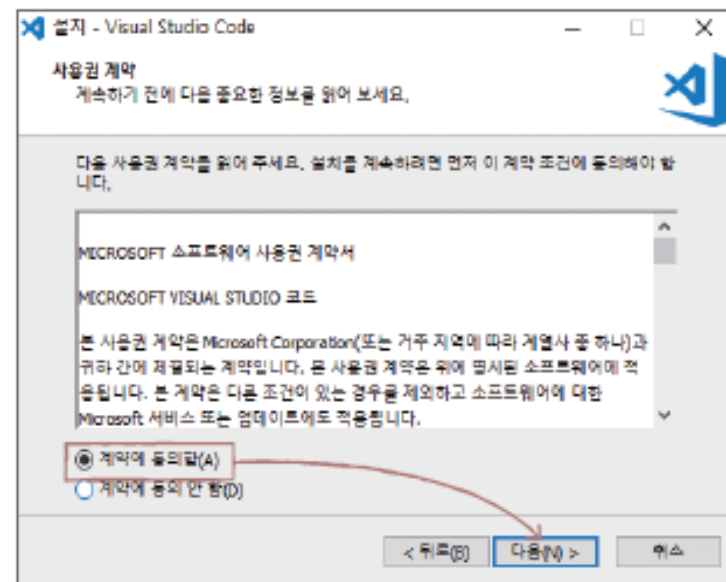 설치 - Visual Studio Code
사용권 계약
계속하기 전에 다음 중요한 정보를 읽어 보세요.
다음 사용권 계약을 읽어 주세요. 설치를 계속하려면 먼저 이 계약 조건에 동의해야 합
니다.
MICROSOFT 소프트웨어 사용권 계약서
MICROSOFT VISUAL STUDIO 코드
본 사용권 계약은 Microsoft Corporation(또는 거주 지역에 따라 계열사 중 하나)과
귀하 간에 체결되는 계약입니다. 본 사용권 계약은 위에 명시된 소프트웨어에 적
용됩니다. 본 계약은 다른 조건이 있는 경우를 제외하고 소프트웨어에 대한
Microsoft 서비스 또는 업데이트에도 적용됩니다.
계약에 동의함(A)
계약에 동의 안 함(D)
< 뒤로(B)
다음(N) >
취소